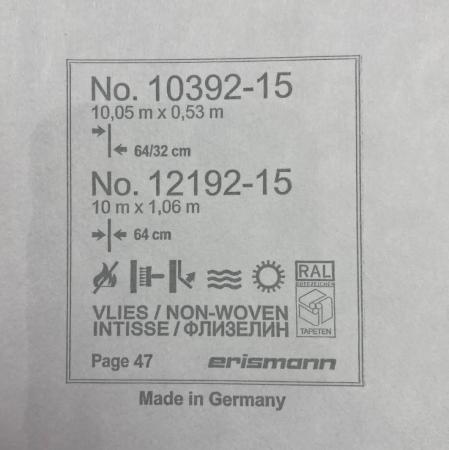 No. 10392-15
10,05 m x 0,53 m
64/32 cm
No. 12192-15
10 m x 1,06 m
64 cm
RAL
GÜTEZEICHEN
TAPETEN
VLIES / NON-WOVEN
INTISSE / ФЛИЗЕЛИН
Page 47
erismann
Made in Germany